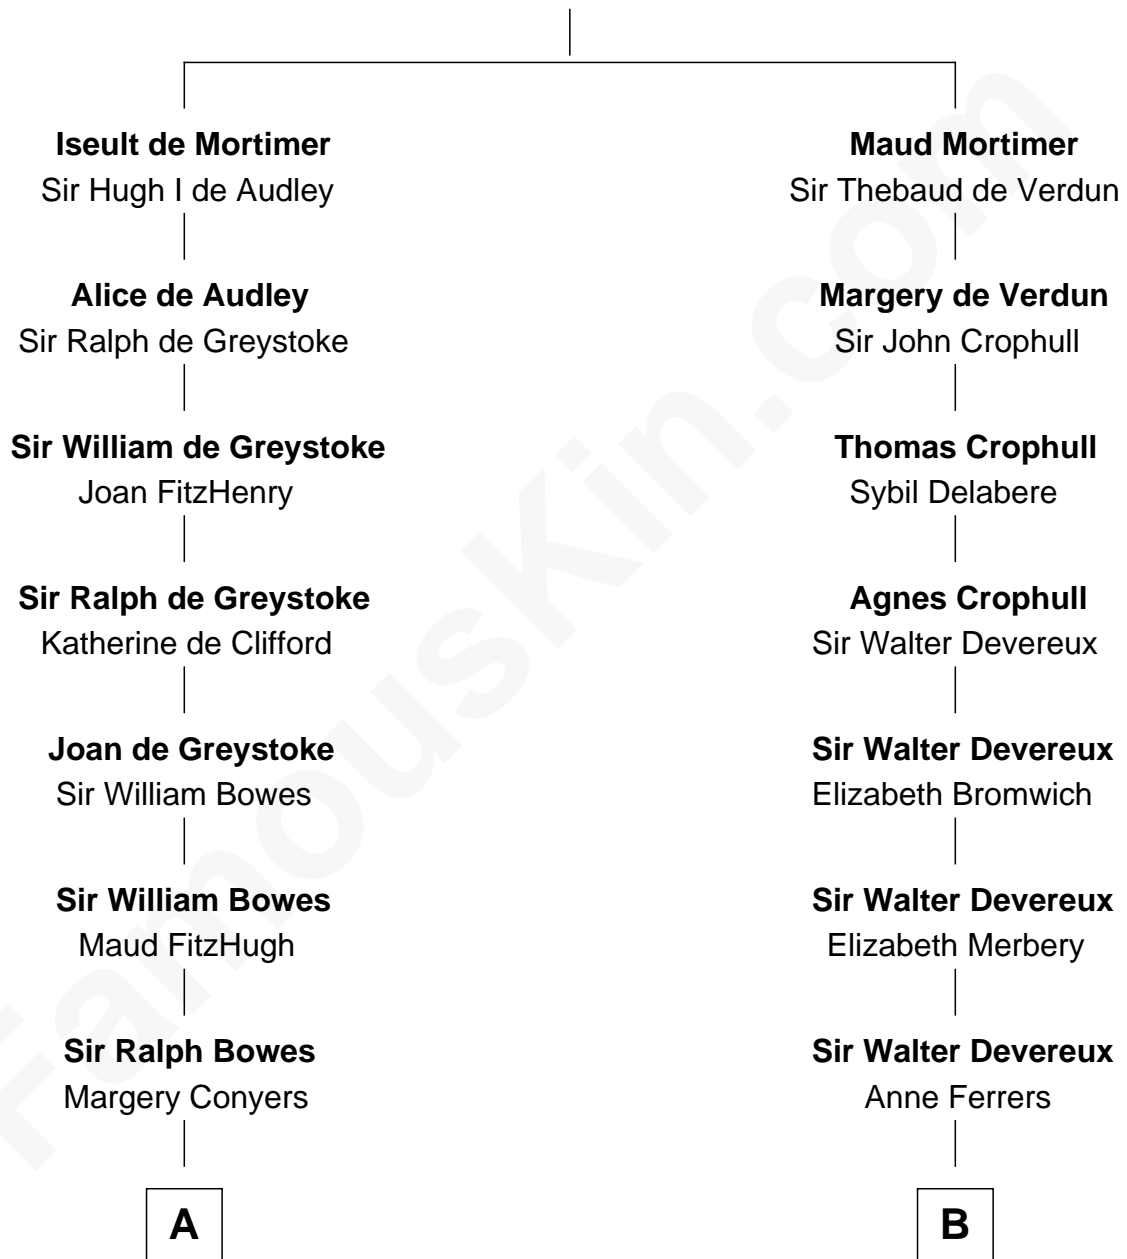 Iseult de Mortimer
Sir Hugh I de Audley
Alice de Audley
Sir Ralph de Greystoke
Sir William de Greystoke
Joan FitzHenry
Sir Ralph de Greystoke
Katherine de Clifford
Joan de Greystoke
Sir William Bowes
Sir William Bowes
Maud FitzHugh
Sir Ralph Bowes
Margery Conyers
A
Maud Mortimer
Sir Thebaud de Verdun
Margery de Verdun
Sir John Crophull
Thomas Crophull
Sybil Delabere
Agnes Crophull
Sir Walter Devereux
Sir Walter Devereux
Elizabeth Bromwich
Sir Walter Devereux
Elizabeth Merbery
Sir Walter Devereux
Anne Ferrers
B
FamousKin.com